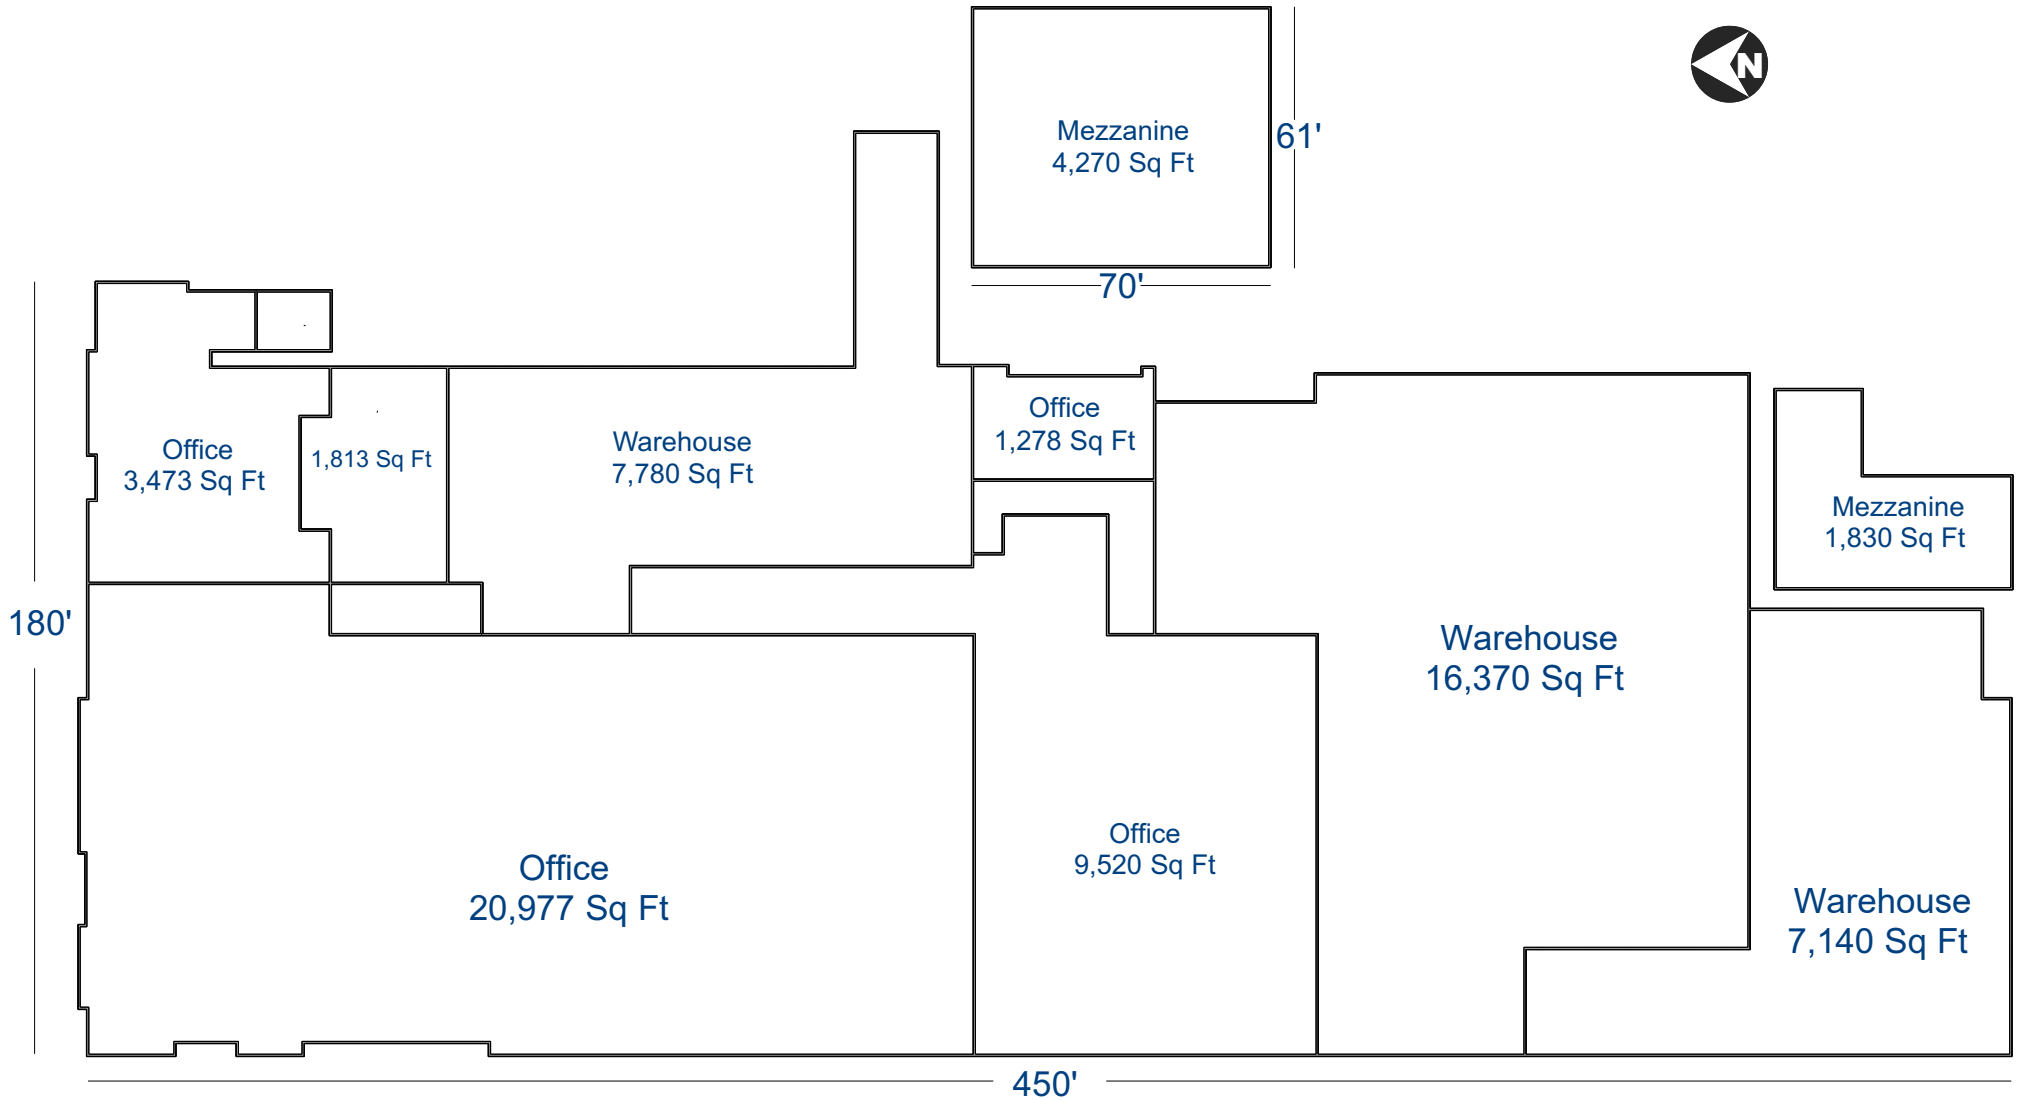 N
Mezzanine
4,270 Sq Ft
61'
70'
Office
3,473 Sq Ft
1,813 Sq Ft
Warehouse
7,780 Sq Ft
Office
1,278 Sq Ft
Mezzanine
1,830 Sq Ft
180'
Warehouse
16,370 Sq Ft
Office
20,977 Sq Ft
Office
9,520 Sq Ft
Warehouse
7,140 Sq Ft
450'